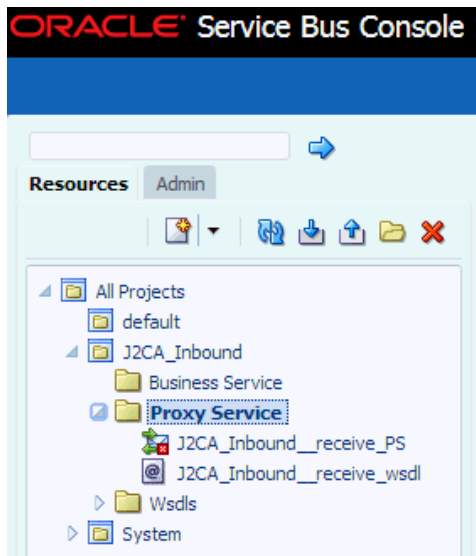 ORACLE Service Bus Console
Resources Admin
All Projects
default
J2CA_Inbound
Business Service
Proxy Service
J2CA_Inbound__receive_PS
J2CA_Inbound__receive_wsdl
Wsdls
System